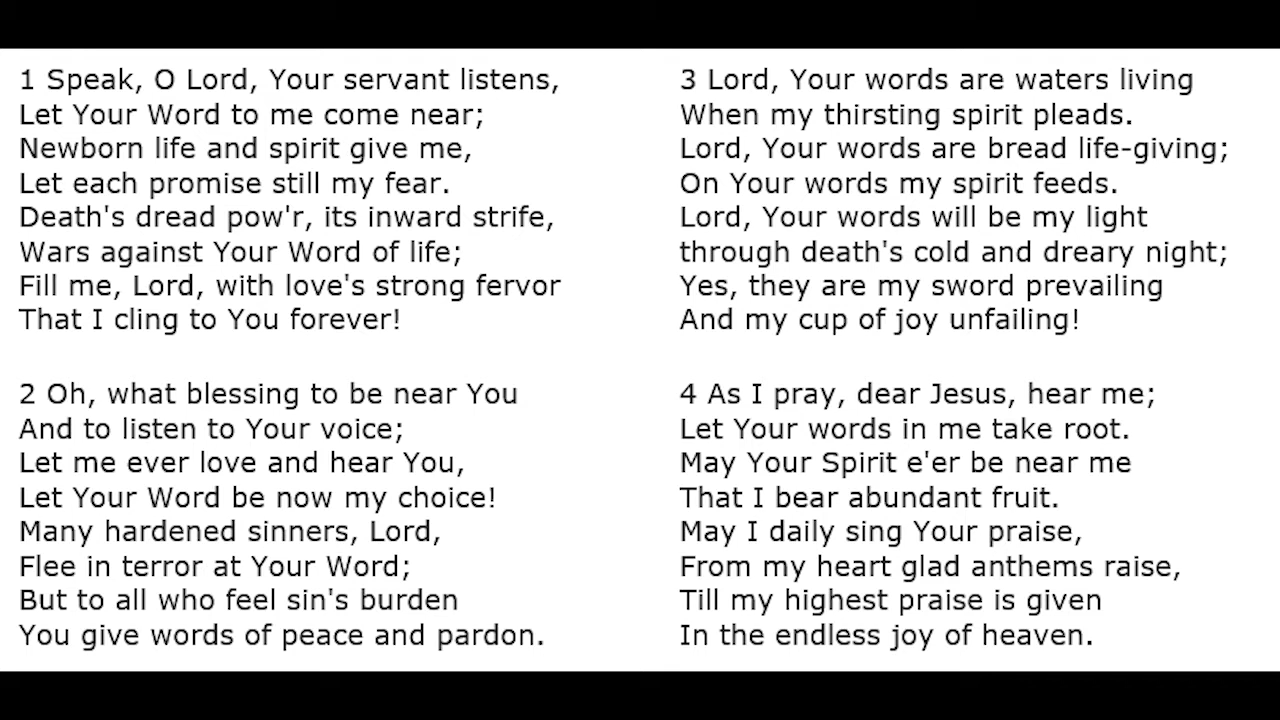 1 Speak, O Lord, Your servant listens,
Let Your Word to me come near;
Newborn life and spirit give me,
Let each promise still my fear.
Death's dread pow'r, its inward strife,
Wars against Your Word of life;
Fill me, Lord, with love's strong fervor
That I cling to You forever!

2 Oh, what blessing to be near You
And to listen to Your voice;
Let me ever love and hear You,
Let Your Word be now my choice!
Many hardened sinners, Lord,
Flee in terror at Your Word;
But to all who feel sin's burden
You give words of peace and pardon.

3 Lord, Your words are waters living
When my thirsting spirit pleads.
Lord, Your words are bread life-giving;
On Your words my spirit feeds.
Lord, Your words will be my light
through death's cold and dreary night;
Yes, they are my sword prevailing
And my cup of joy unfailing!

4 As I pray, dear Jesus, hear me;
Let Your words in me take root.
May Your Spirit e'er be near me
That I bear abundant fruit.
May I daily sing Your praise,
From my heart glad anthems raise,
Till my highest praise is given
In the endless joy of heaven.